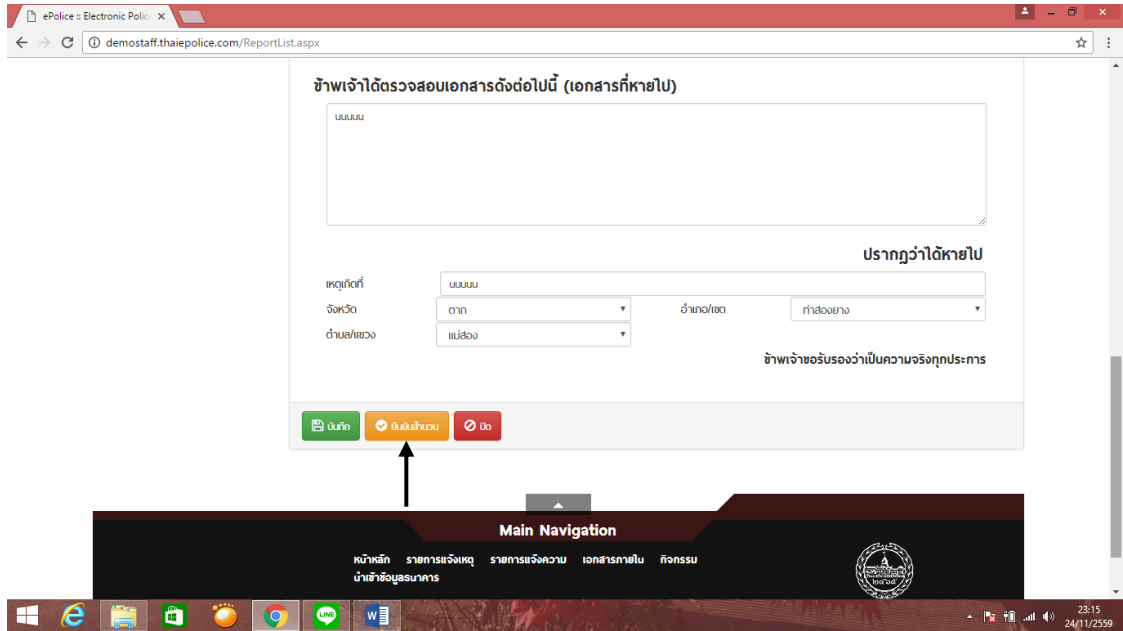 ePolice :: Electronic Polic
demostaff.thaiepolice.com/ReportList.aspx
ข้าพเจ้าได้ตรวจสอบเอกสารดังต่อไปนี้ (เอกสารที่หายไป)
นนนนน
ปรากฏว่าได้หายไป
เหตุเกิดที่ นนนนน
จังหวัด ตาก อำเภอ/เขต ท่าสองยาง
ตำบล/แขวง แม่สอง
ข้าพเจ้าขอรับรองว่าเป็นความจริงทุกประการ
บันทึก ยืนยันสำนวน ปิด
Main Navigation
หน้าหลัก รายการแจ้งเหตุ รายการแจ้งความ เอกสารภายใน กิจกรรม
นำเข้าข้อมูลธนาคาร
LINE
23:15
24/11/2559